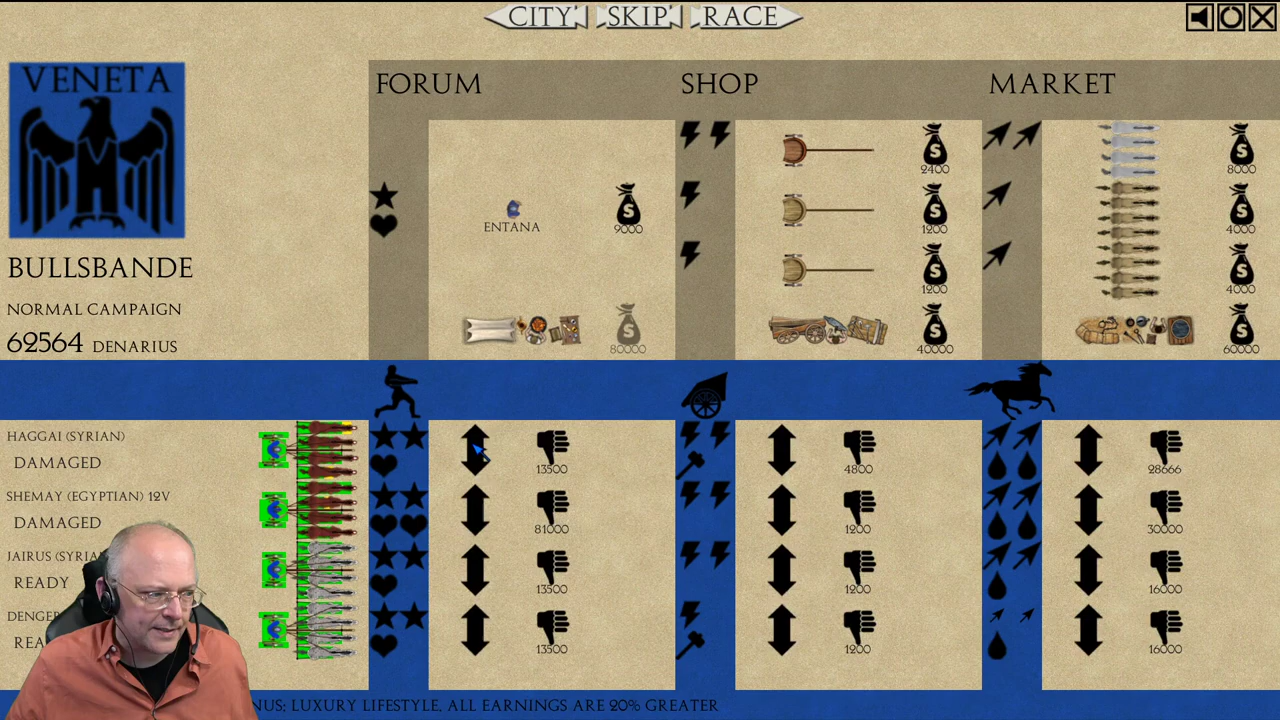 CITY SKIP RACE
VENETA
BULLSBANDE
NORMAL CAMPAIGN
62564 DENARIUS
FORUM
ENTANA
9000
80000
SHOP
2400
1200
1200
40000
MARKET
8000
4000
4000
60000
HAGGAI (SYRIAN)
DAMAGED
13500
4800
28666
SHEMAY (EGYPTIAN) 12V
DAMAGED
81000
1200
30000
JAIRUS
READY
13500
1200
16000
13500
1200
16000
LUXURY LIFESTYLE, ALL EARNINGS ARE 20% GREATER